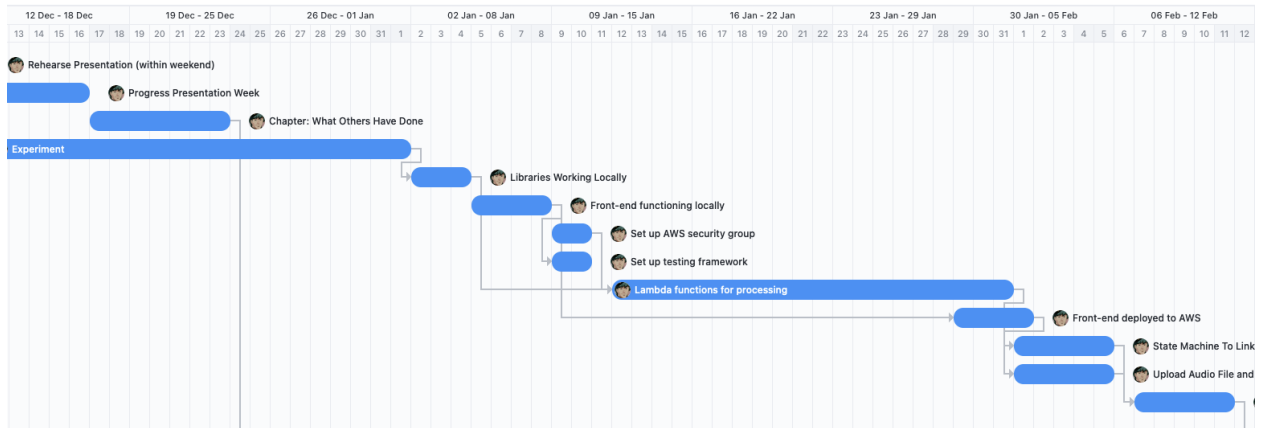 12 Dec - 18 Dec 19 Dec - 25 Dec 26 Dec - 01 Jan 02 Jan - 08 Jan 09 Jan - 15 Jan 16 Jan - 22 Jan 23 Jan - 29 Jan 30 Jan - 05 Feb 06 Feb - 12 Feb
13 14 15 16 17 18 19 20 21 22 23 24 25 26 27 28 29 30 31 1 2 3 4 5 6 7 8 9 10 11 12 13 14 15 16 17 18 19 20 21 22 23 24 25 26 27 28 29 30 31 1 2 3 4 5 6 7 8 9 10 11 12
Rehearse Presentation (within weekend)
Progress Presentation Week
Chapter: What Others Have Done
Experiment
Libraries Working Locally
Front-end functioning locally
Set up AWS security group
Set up testing framework
Lambda functions for processing
Front-end deployed to AWS
State Machine To Link
Upload Audio File and